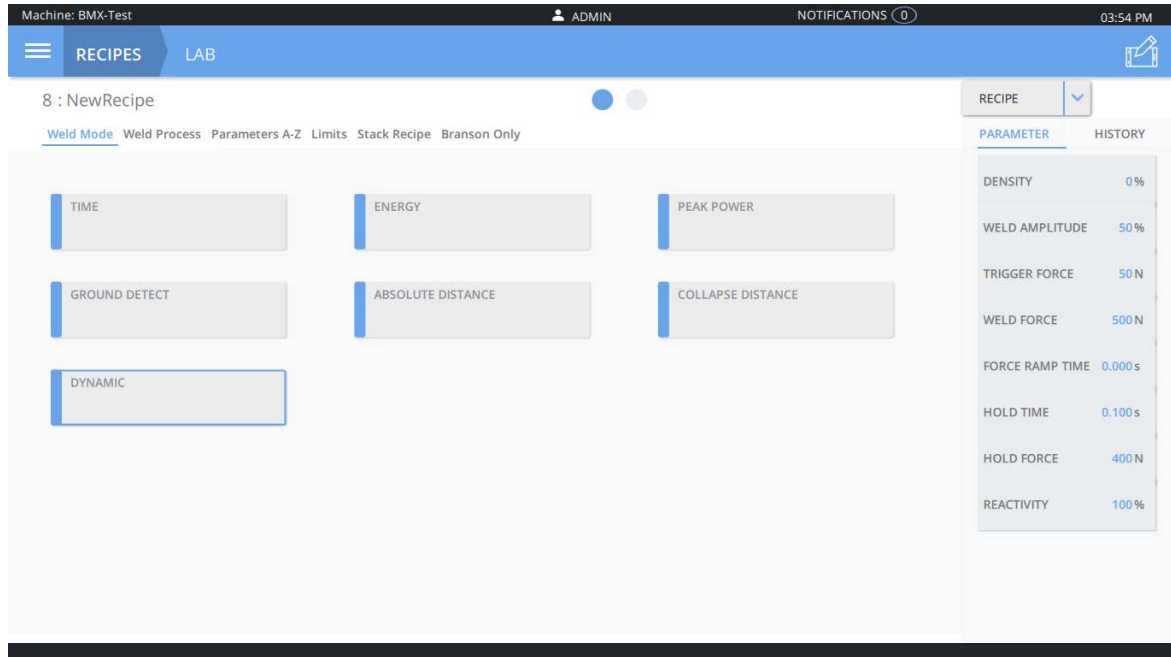 Machine: BMX-Test ADMIN NOTIFICATIONS 0 03:54 PM
RECIPES LAB
8 : NewRecipe
RECIPE
Weld Mode Weld Process Parameters A-Z Limits Stack Recipe Branson Only
PARAMETER HISTORY
TIME ENERGY PEAK POWER
GROUND DETECT ABSOLUTE DISTANCE COLLAPSE DISTANCE
DYNAMIC
DENSITY 0%
WELD AMPLITUDE 50%
TRIGGER FORCE 50N
WELD FORCE 500N
FORCE RAMP TIME 0.000s
HOLD TIME 0.100s
HOLD FORCE 400N
REACTIVITY 100%